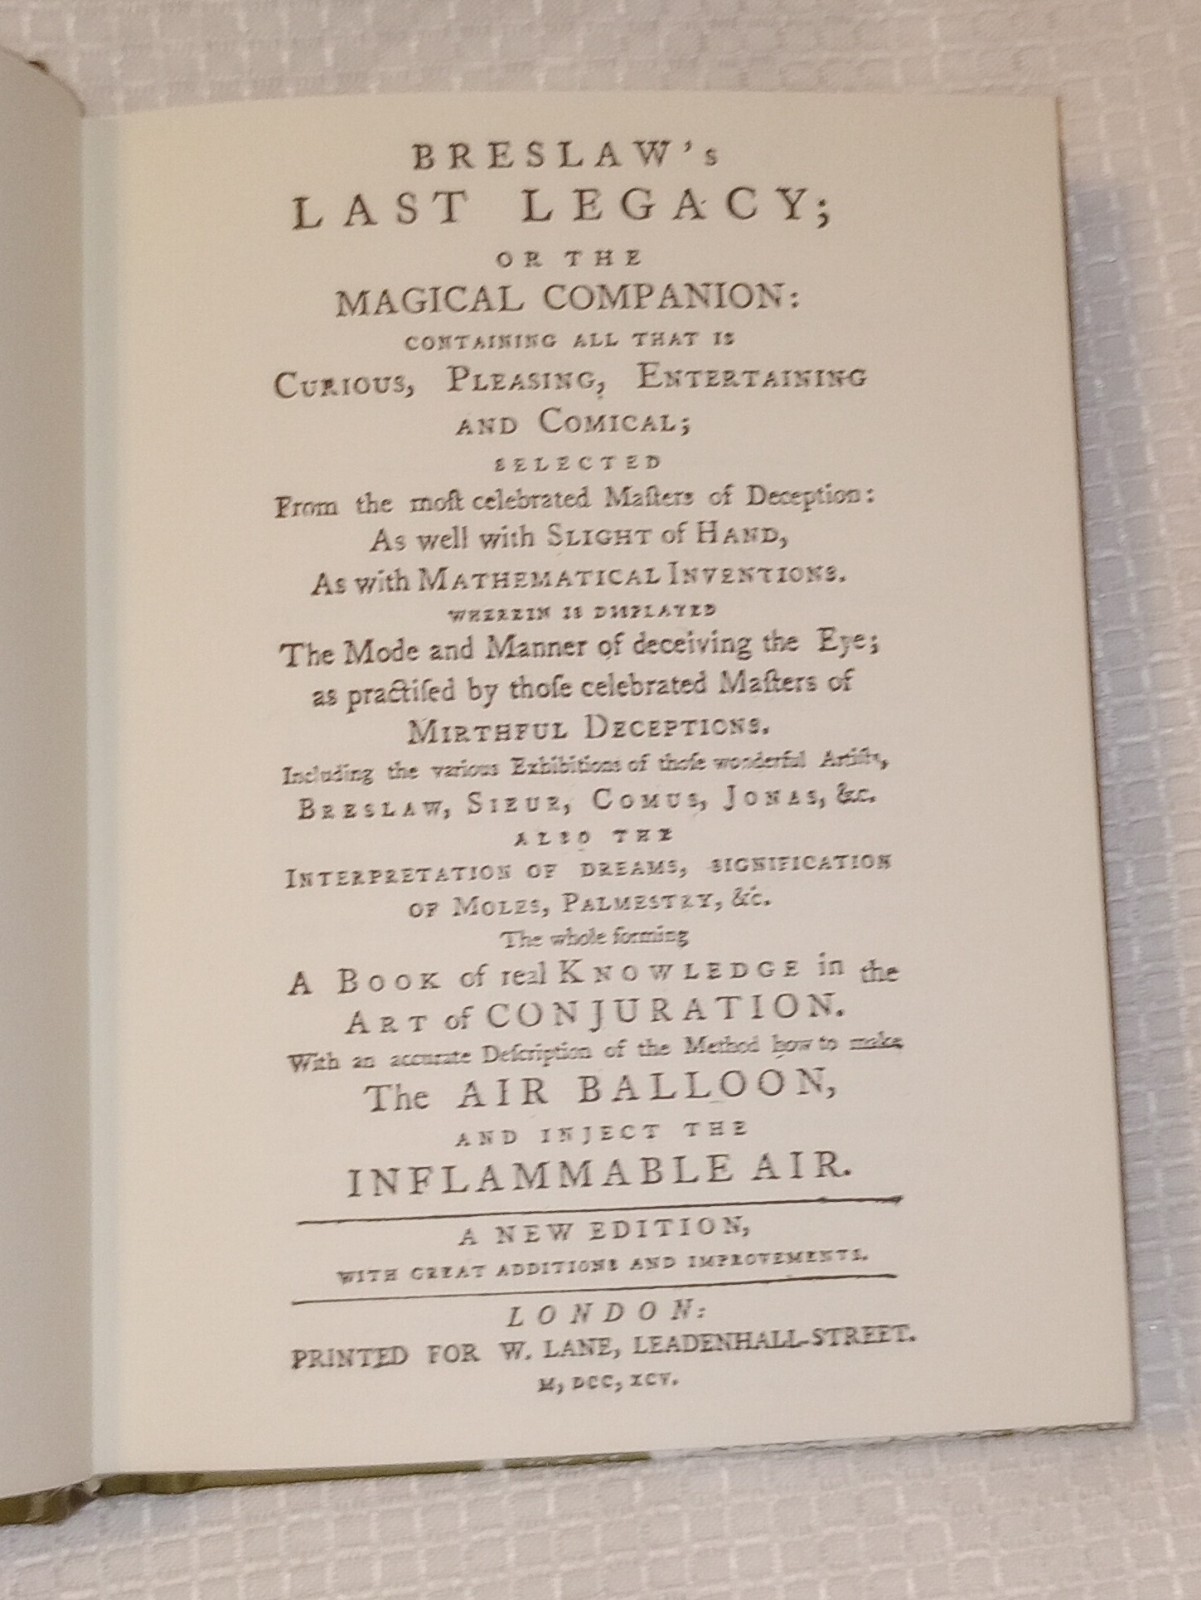 BRESLAW's
LAST LEGACY;
OR THE
MAGICAL COMPANION:
CONTAINING ALL THAT IS
CURIOUS, PLEASING, ENTERTAINING
AND COMICAL;
SELECTED
From the moſt celebrated Maſters of Deception:
As well with SLIGHT of HAND,
As with MATHEMATICAL INVENTIONS.
WHEREIN IS DISPLAYED
The Mode and Manner of deceiving the Eye;
as practiſed by thoſe celebrated Maſters of
MIRTHFUL DECEPTIONS.
Including the various Exhibitions of thoſe wonderful Artiſts,
BRESLAW, SIEUR, COMUS, JONAS, &c.
ALSO THE
INTERPRETATION OF DREAMS, SIGNIFICATION
OF MOLES, PALMESTRY, &c.
The whole forming
A BOOK of real KNOWLEDGE in the
ART of CONJURATION.
With an accurate Deſcription of the Method how to make
The AIR BALLOON,
AND INJECT THE
INFLAMMABLE AIR.
A NEW EDITION,
WITH GREAT ADDITIONS AND IMPROVEMENTS.
LONDON:
PRINTED FOR W. LANE, LEADENHALL-STREET.
M,DCC,XCV.